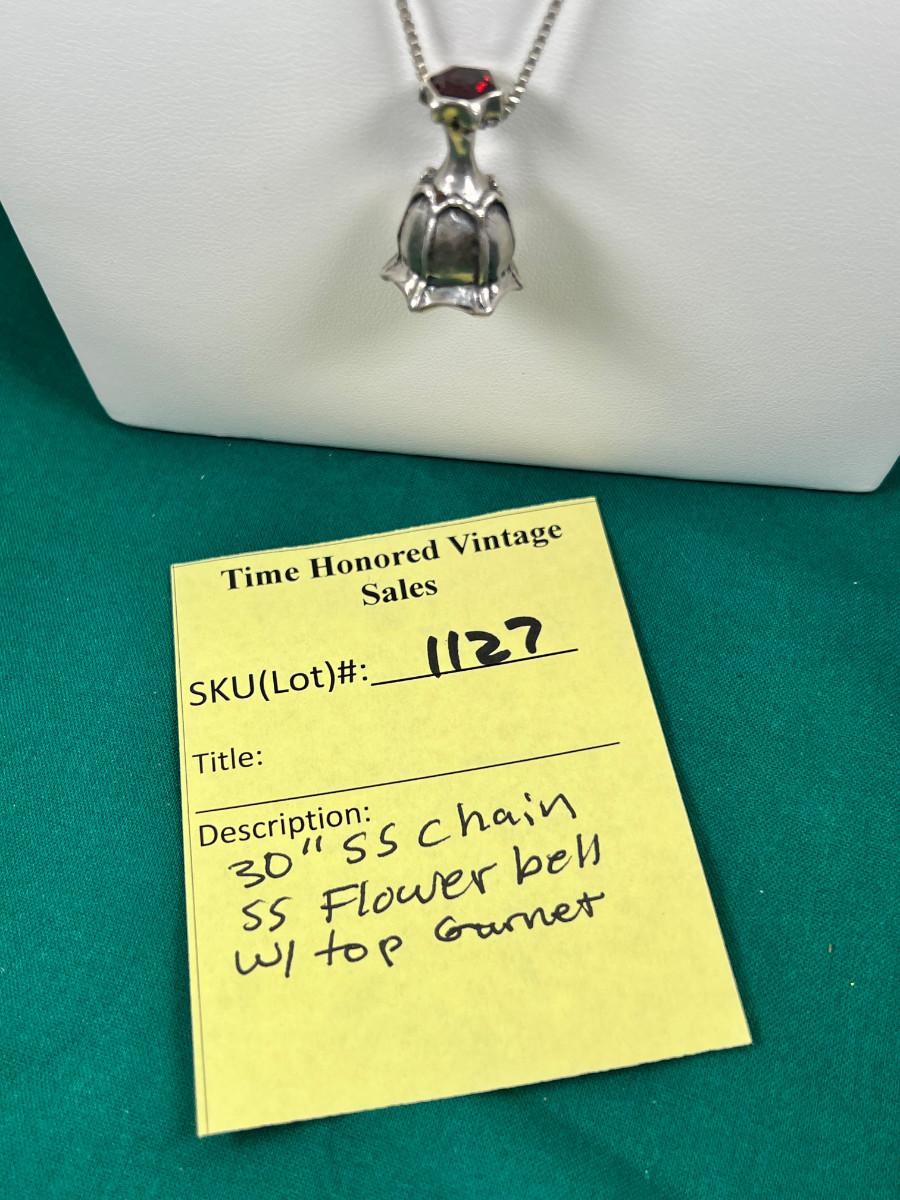 Time Honored Vintage
Sales
SKU(Lot)#: 1127
Title:
Description:
30" SS Chain
SS Flower bell
W/ top Garnet